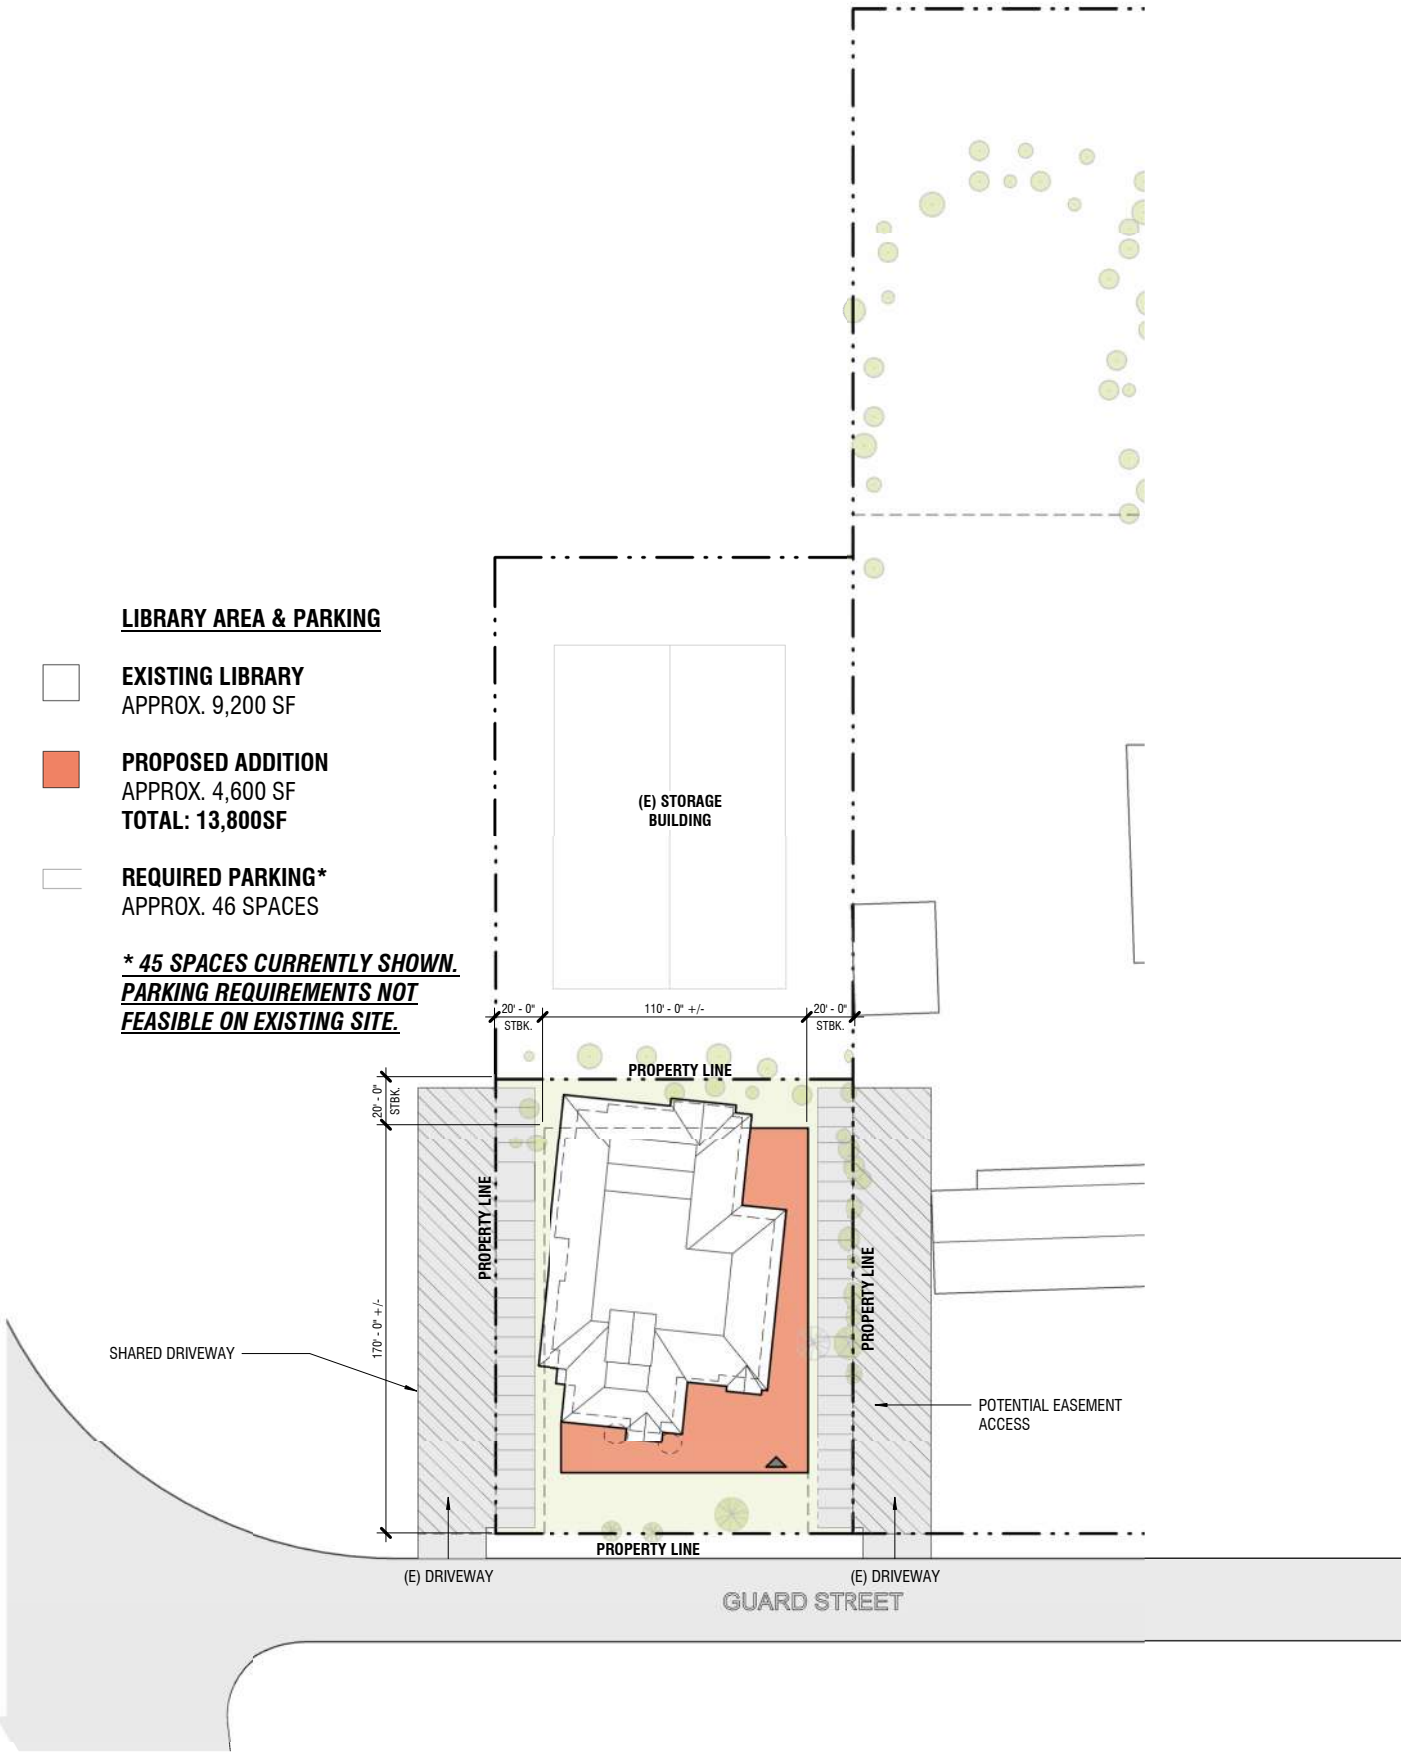 LIBRARY AREA & PARKING
EXISTING LIBRARY
APPROX. 9,200 SF
PROPOSED ADDITION
APPROX. 4,600 SF
TOTAL: 13,800SF
REQUIRED PARKING*
APPROX. 46 SPACES
* 45 SPACES CURRENTLY SHOWN.
PARKING REQUIREMENTS NOT
FEASIBLE ON EXISTING SITE.
(E) STORAGE
BUILDING
20' - 0"
STBK.
110' - 0" +/-
20' - 0"
STBK.
PROPERTY LINE
20' - 0"
STBK.
PROPERTY LINE
PROPERTY LINE
170' - 0" +/-
SHARED DRIVEWAY
POTENTIAL EASEMENT
ACCESS
PROPERTY LINE
(E) DRIVEWAY
(E) DRIVEWAY
GUARD STREET